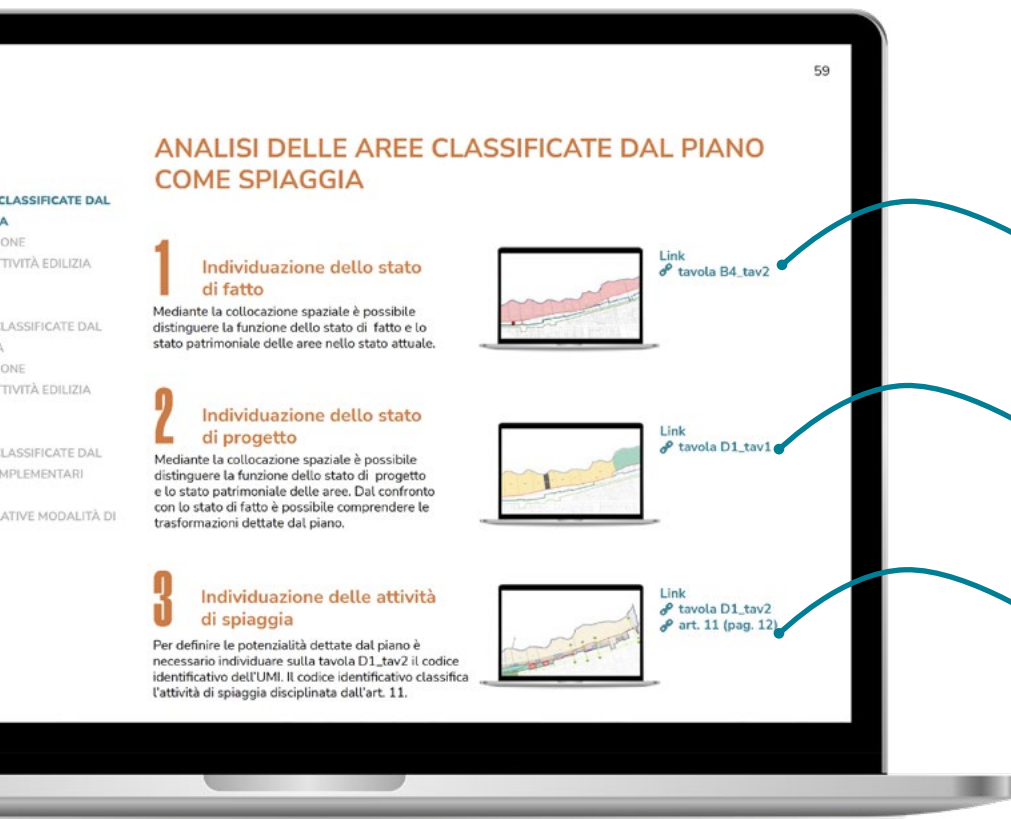 59
ANALISI DELLE AREE CLASSIFICATE DAL PIANO
COME SPIAGGIA
CLASSIFICATE DAL
A
ONE
TTIVITÀ EDILIZIA
LASSIFICATE DAL
A
ONE
TTIVITÀ EDILIZIA
LASSIFICATE DAL
MPLEMENTARI
ATIVE MODALITÀ DI
1
Individuazione dello stato
di fatto
Mediante la collocazione spaziale è possibile
distinguere la funzione dello stato di fatto e lo
stato patrimoniale delle aree nello stato attuale.
Link
tavola B4_tav2
2
Individuazione dello stato
di progetto
Mediante la collocazione spaziale è possibile
distinguere la funzione dello stato di progetto
e lo stato patrimoniale delle aree. Dal confronto
con lo stato di fatto è possibile comprendere le
trasformazioni dettate dal piano.
Link
tavola D1_tav1
3
Individuazione delle attività
di spiaggia
Per definire le potenzialità dettate dal piano è
necessario individuare sulla tavola D1_tav2 il codice
identificativo dell'UMI. Il codice identificativo classifica
l'attività di spiaggia disciplinata dall'art. 11.
Link
tavola D1_tav2
art. 11 (pag. 12)